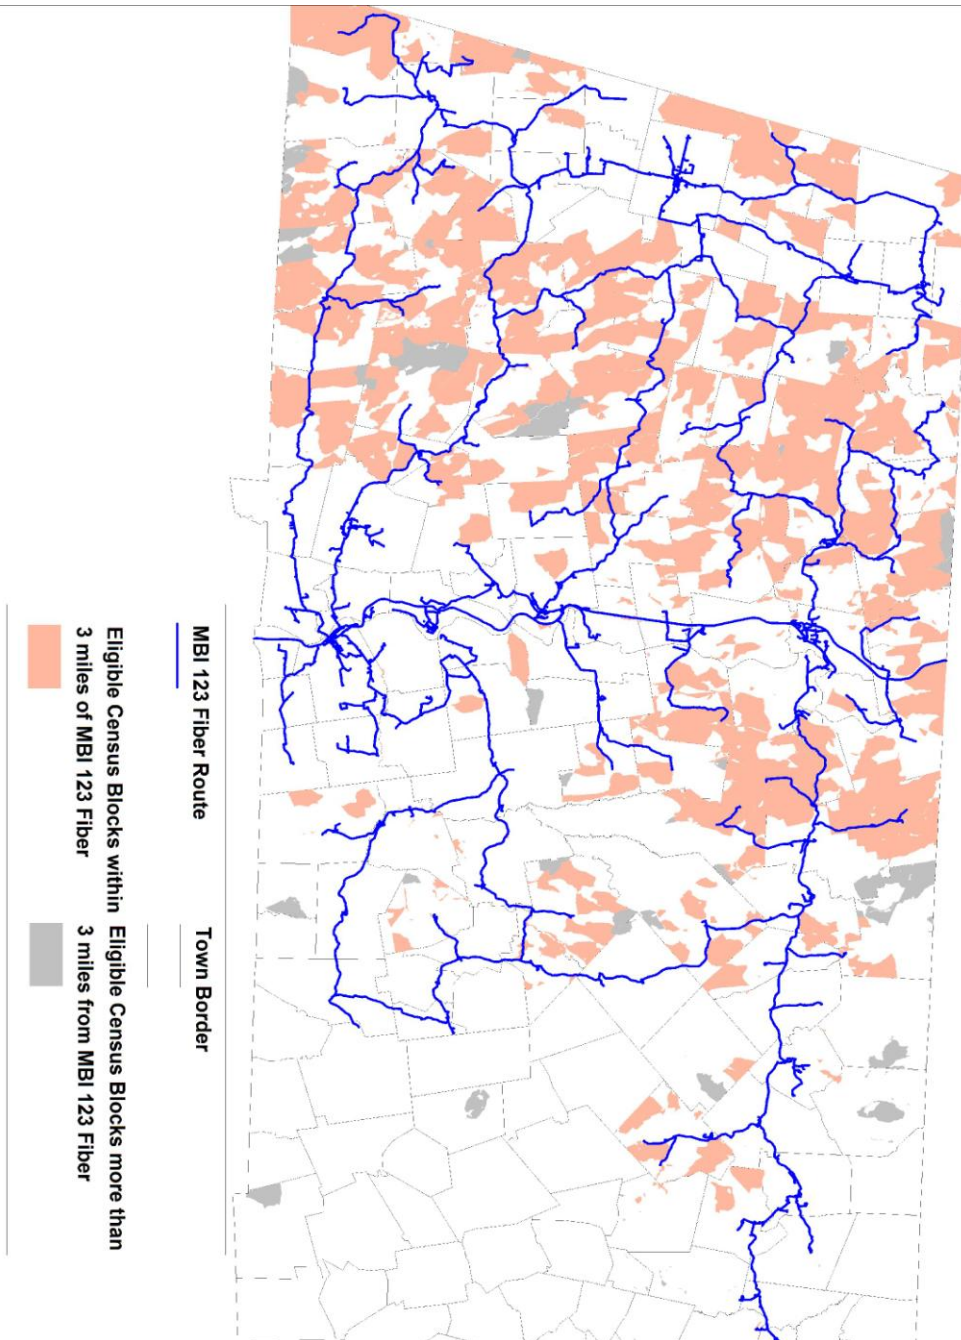 MBI 123 Fiber Route
Town Border
Eligible Census Blocks within
3 miles of MBI 123 Fiber
Eligible Census Blocks more than
3 miles from MBI 123 Fiber